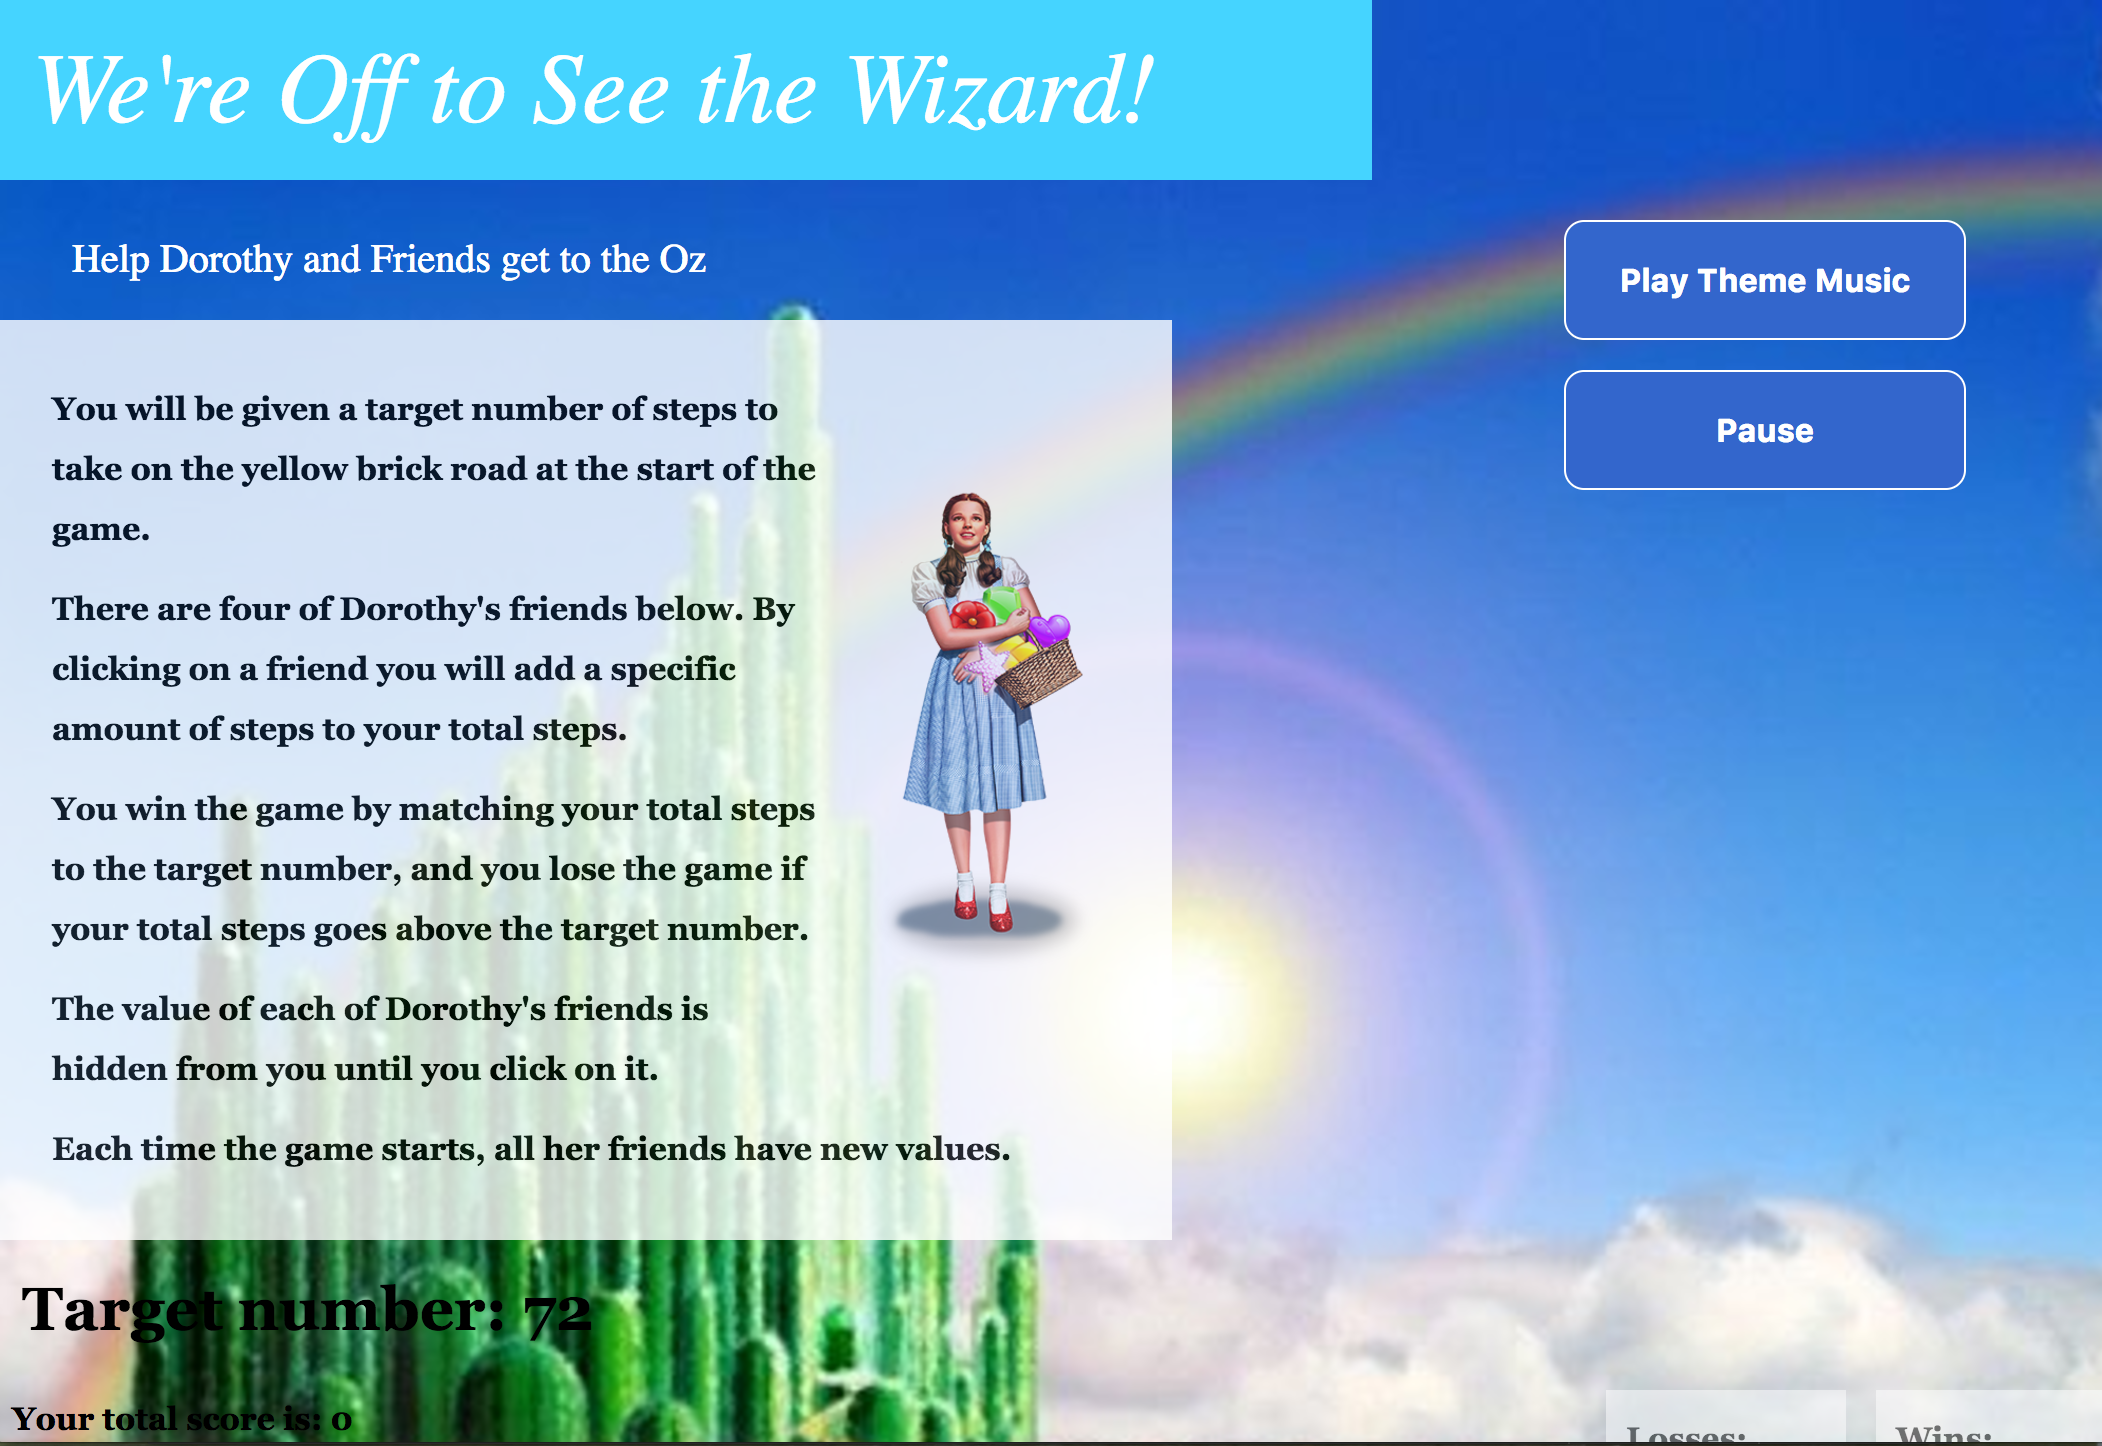 We're Off to See the Wizard!
Help Dorothy and Friends get to the Oz
Play Theme Music
Pause
You will be given a target number of steps to
take on the yellow brick road at the start of the
game.
There are four of Dorothy's friends below. By
clicking on a friend you will add a specific
amount of steps to your total steps.
You win the game by matching your total steps
to the target number, and you lose the game if
your total steps goes above the target number.
The value of each of Dorothy's friends is
hidden from you until you click on it.
Each time the game starts, all her friends have new values.
Target number: 72
Your total score is: 0
Losses:
Wins: